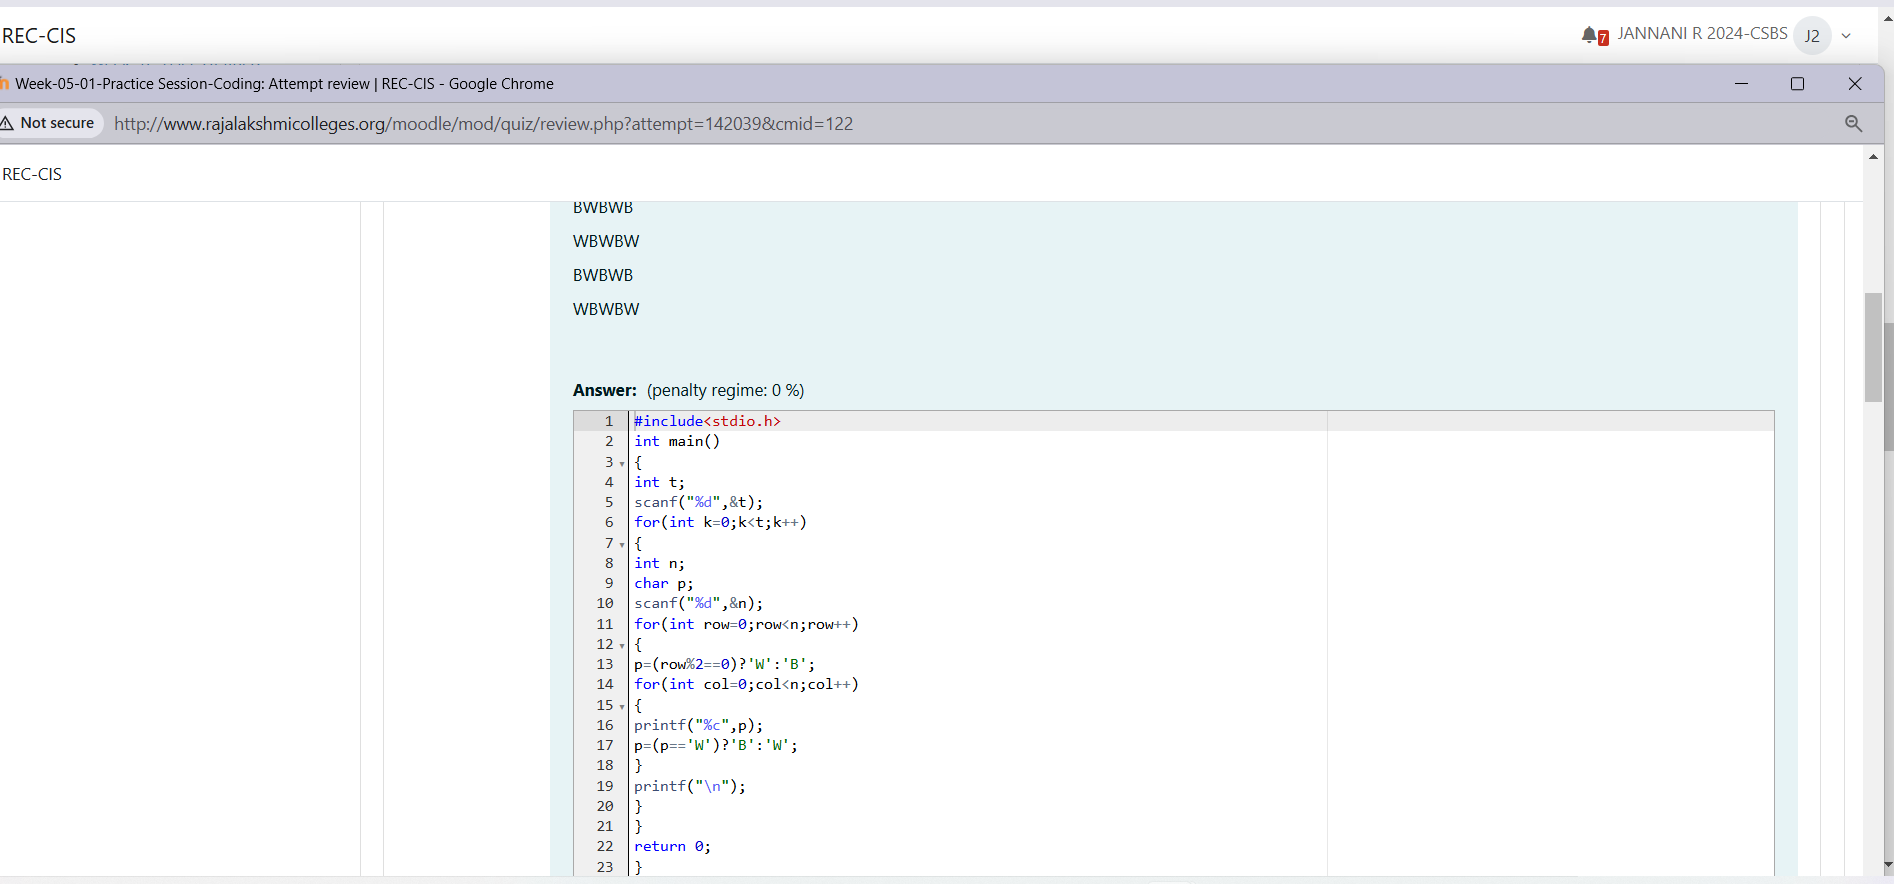 REC-CIS
7 JANNANI R 2024-CSBS J2
Week-05-01-Practice Session-Coding: Attempt review | REC-CIS - Google Chrome
Not secure http://www.rajalakshmicolleges.org/moodle/mod/quiz/review.php?attempt=142039&cmid=122
REC-CIS
BWBWB
WBWBW
BWBWB
WBWBW
Answer: (penalty regime: 0 %)
1 #include<stdio.h>
2 int main()
3 {
4 int t;
5 scanf("%d",&t);
6 for(int k=0;k<t;k++)
7 {
8 int n;
9 char p;
10 scanf("%d",&n);
11 for(int row=0;row<n;row++)
12 {
13 p=(row%2==0)?'W':'B';
14 for(int col=0;col<n;col++)
15 {
16 printf("%c",p);
17 p=(p=='W')?'B':'W';
18 }
19 printf("\n");
20 }
21 }
22 return 0;
23 }